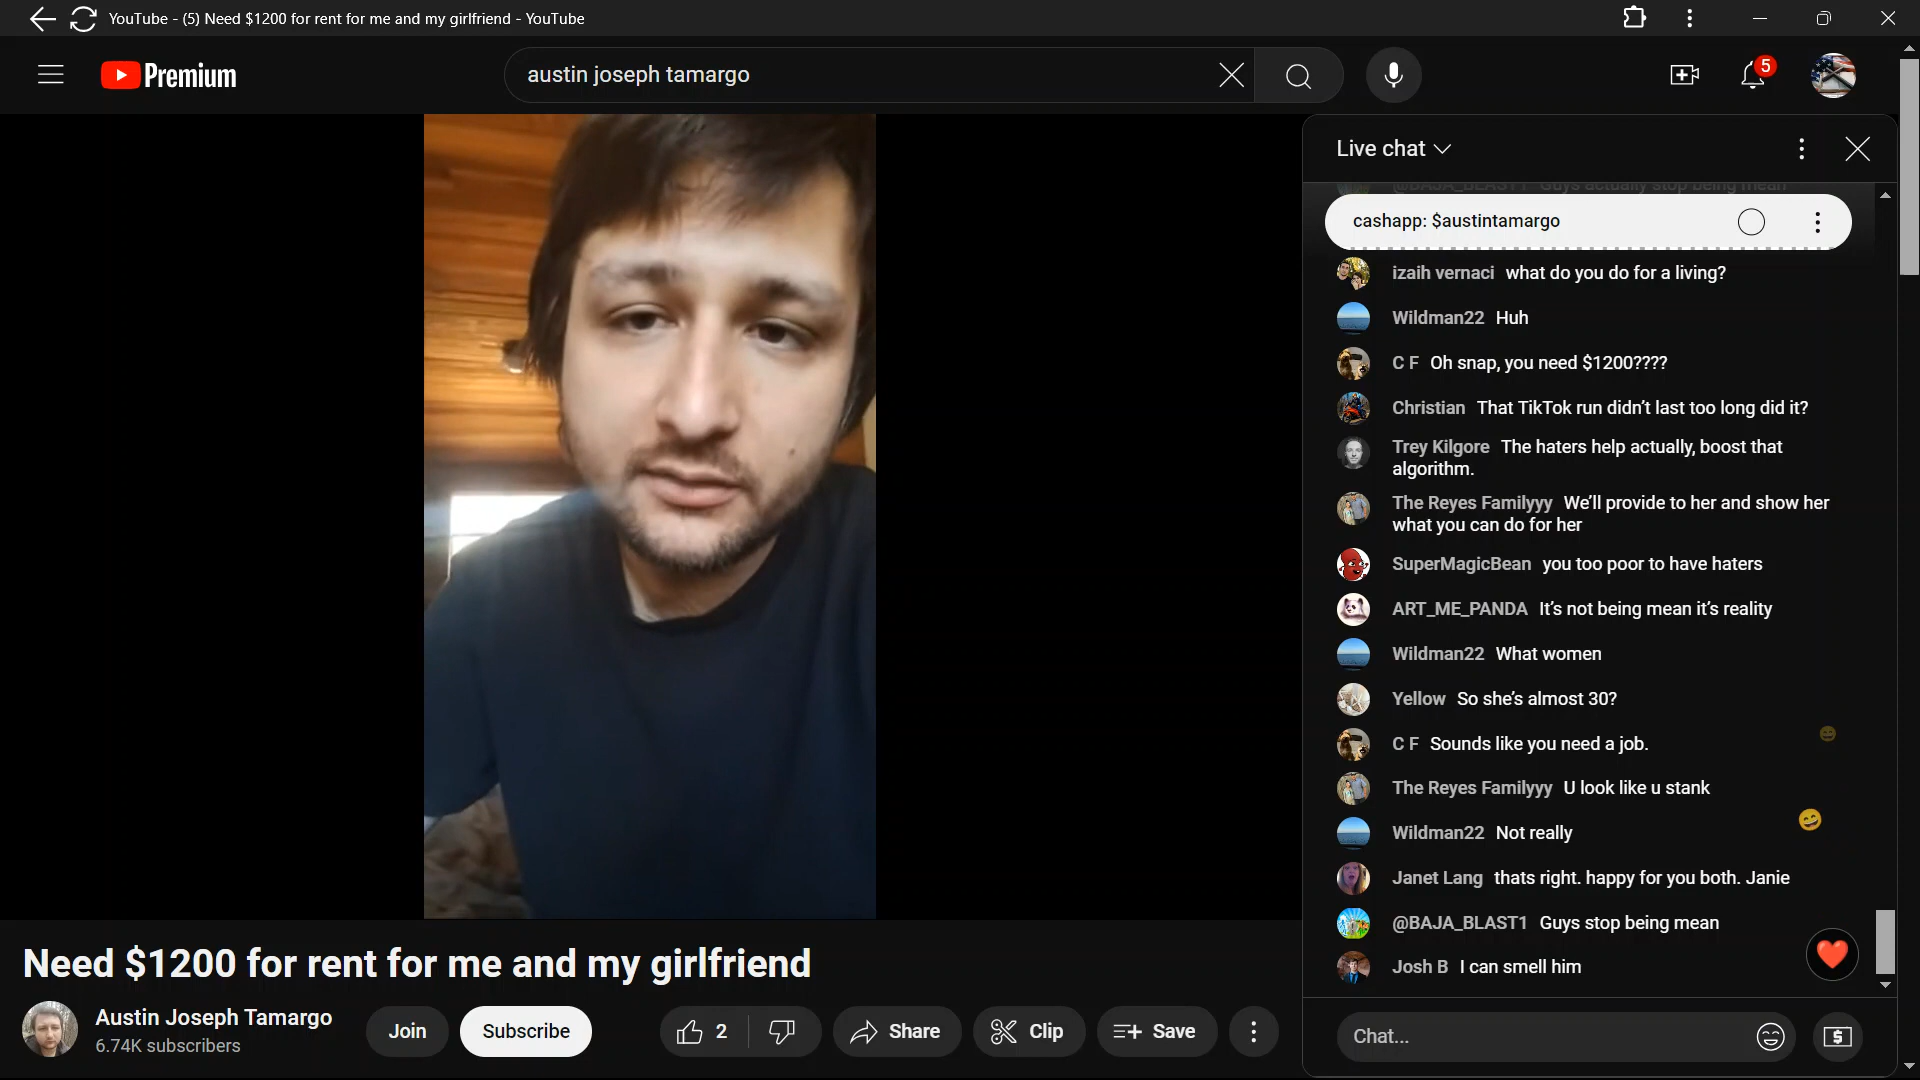 YouTube - (5) Need $1200 for rent for me and my girlfriend - YouTube
Premium
austin joseph tamargo
5
Live chat
@BAJA_BLAST1 Guys actually stop being mean
cashapp: $austintamargo
izaih vernaci what do you do for a living?
Wildman22 Huh
C F Oh snap, you need $1200????
Christian That TikTok run didn't last too long did it?
Trey Kilgore The haters help actually, boost that
algorithm.
The Reyes Familyyy We'll provide to her and show her
what you can do for her
SuperMagicBean you too poor to have haters
ART_ME_PANDA It's not being mean it's reality
Wildman22 What women
Yellow So she's almost 30?
C F Sounds like you need a job.
The Reyes Familyyy U look like u stank
Wildman22 Not really
Janet Lang thats right. happy for you both. Janie
@BAJA_BLAST1 Guys stop being mean
Josh B I can smell him
Chat...
Need $1200 for rent for me and my girlfriend
Austin Joseph Tamargo
6.74K subscribers
Join
Subscribe
2
Share
Clip
Save